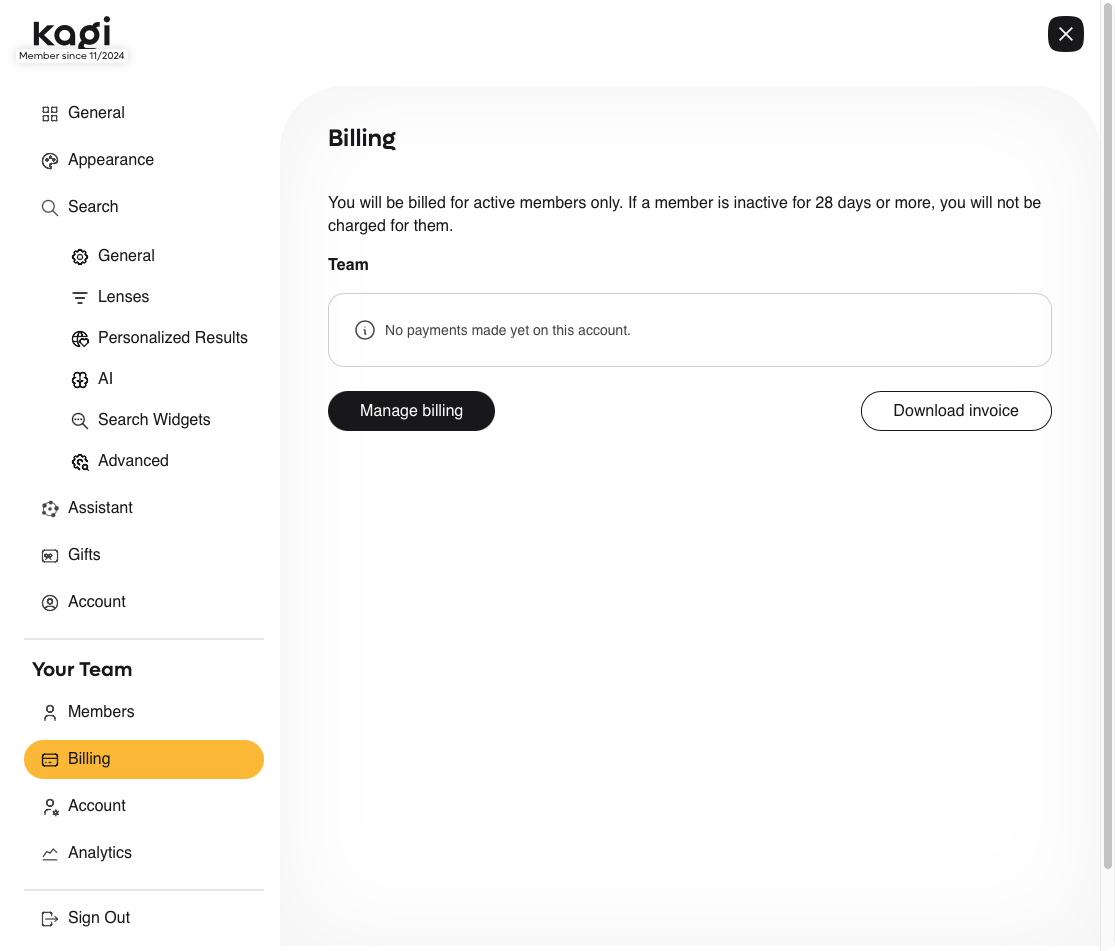 kagi
Member since 11/2024
General
Appearance
Search
General
Lenses
Personalized Results
AI
Search Widgets
Advanced
Assistant
Gifts
Account
Your Team
Members
Billing
Account
Analytics
Sign Out
Billing
You will be billed for active members only. If a member is inactive for 28 days or more, you will not be
charged for them.
Team
No payments made yet on this account.
Manage billing
Download invoice